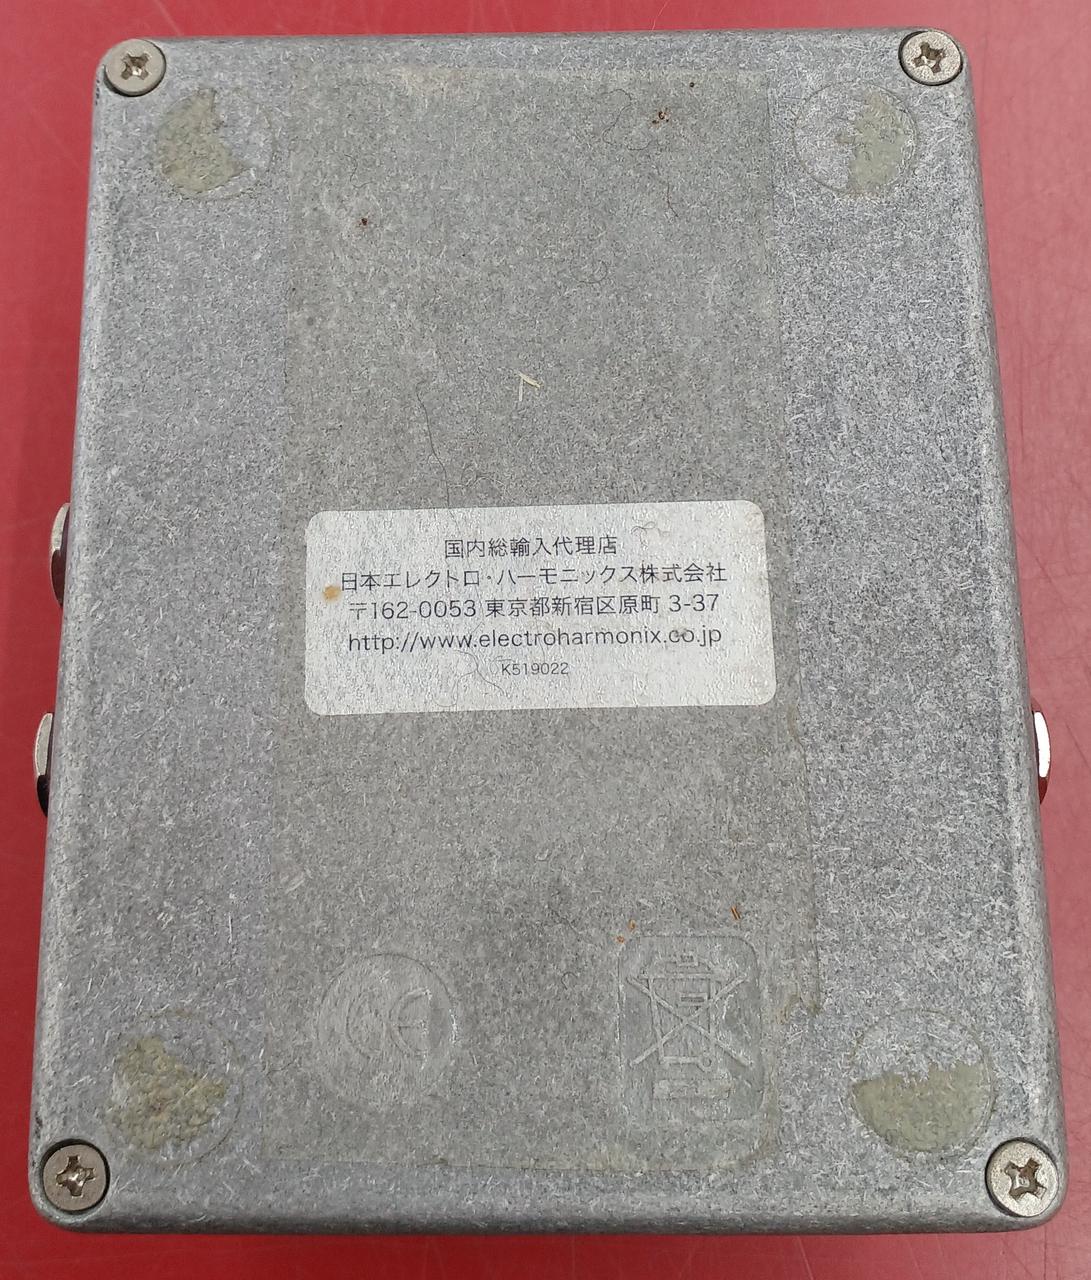 国内総輸入代理店
日本エレクトロ・ハーモニックス株式会社
〒162-0053 東京都新宿区原町 3-37
http://www.electroharmonix.co.jp
K519022
CE